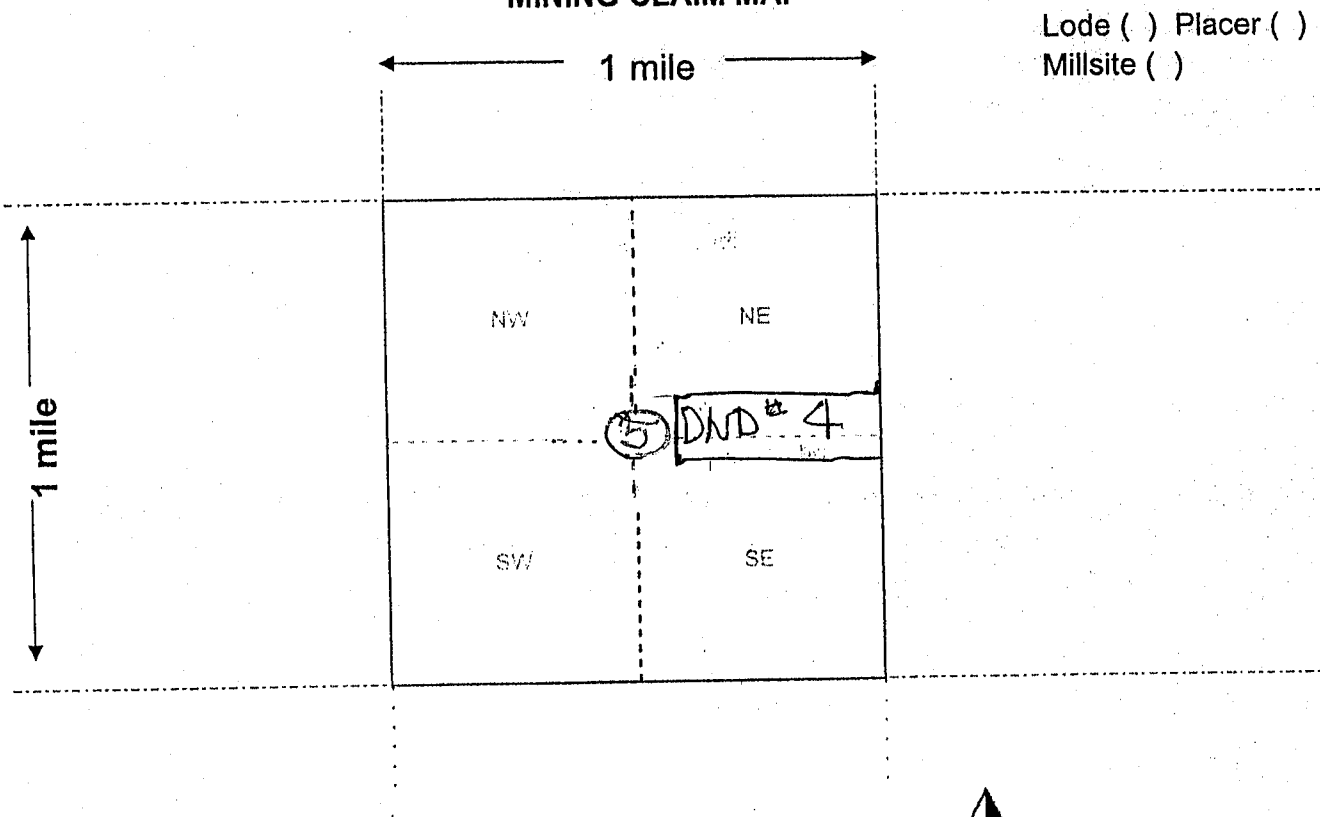 MINING CLAIM MAP
Lode ( ) Placer ( )
Millsite ( )
1 mile
NW
NE
1 mile
5
DND # 4
SW
SE